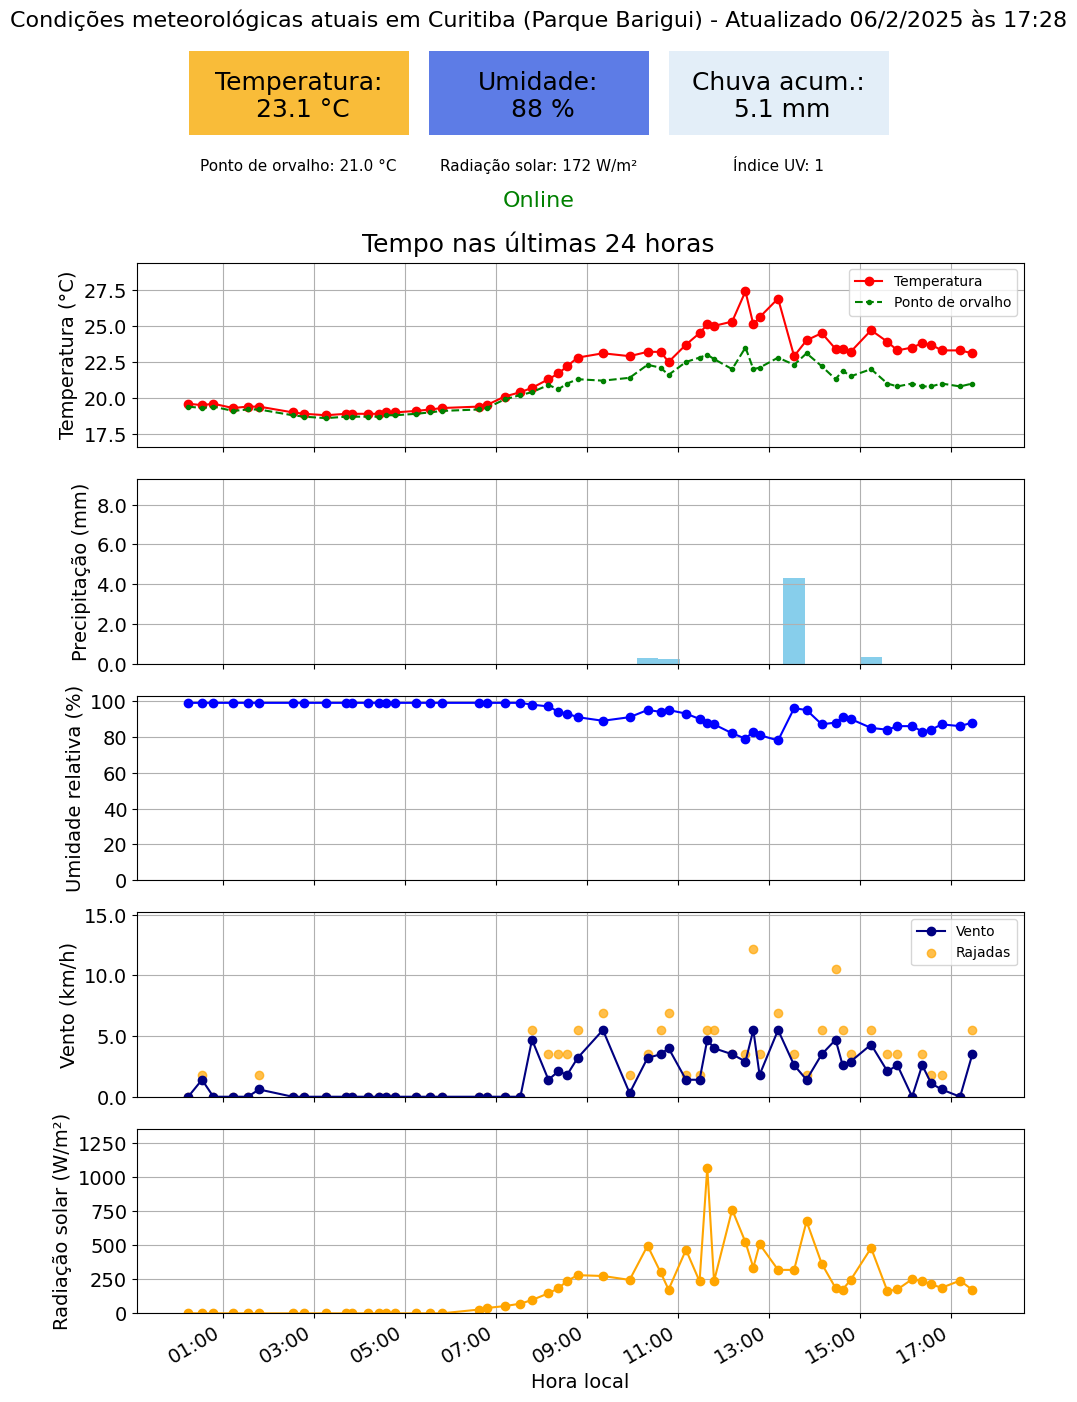 Condições meteorológicas atuais em Curitiba (Parque Barigui) - Atualizado 06/2/2025 às 17:28
Temperatura:
23.1 °C
Umidade:
88 %
Chuva acum.:
5.1 mm
Ponto de orvalho: 21.0 °C
Radiação solar: 172 W/m²
Índice UV: 1
Online
Tempo nas últimas 24 horas
Temperatura (°C)
27.5
25.0
22.5
20.0
17.5
Temperatura
Ponto de orvalho
Precipitação (mm)
8.0
6.0
4.0
2.0
0.0
Umidade relativa (%)
100
80
60
40
20
0
Vento (km/h)
15.0
10.0
5.0
0.0
Vento
Rajadas
Radiação solar (W/m²)
1250
1000
750
500
250
0
01:00
03:00
05:00
07:00
09:00
11:00
13:00
15:00
17:00
Hora local